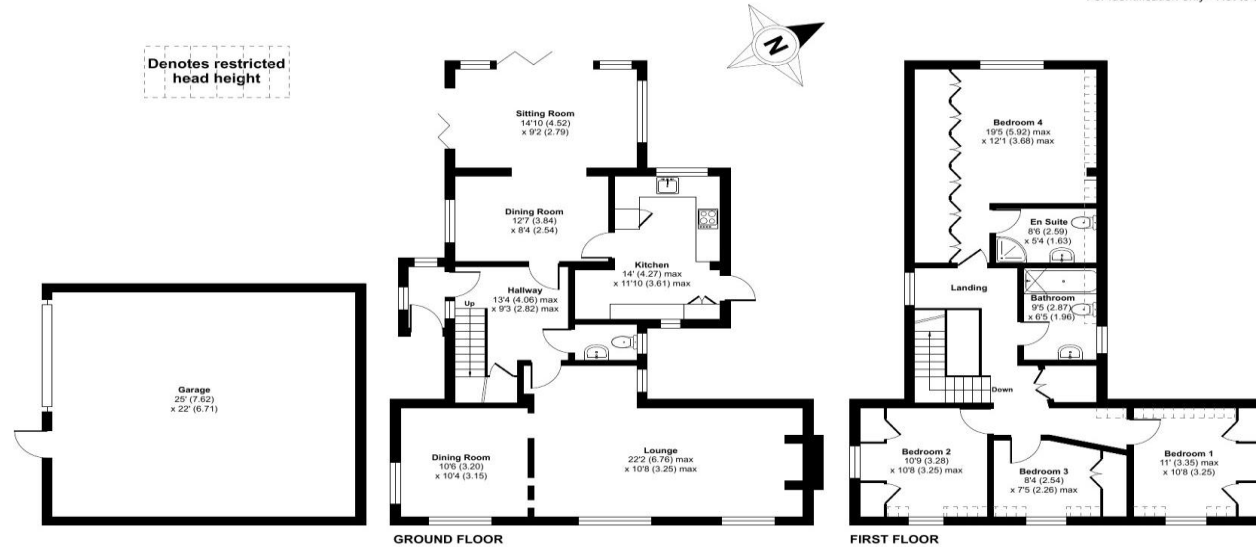 Denotes restricted
head height
N
Sitting Room
14'10 (4.52)
x 9'2 (2.79)
Dining Room
12'7 (3.84)
x 8'4 (2.54)
Kitchen
14' (4.27) max
x 11'10 (3.61) max
Hallway
13'4 (4.06) max
x 9'3 (2.82) max
Up
Garage
25' (7.62)
x 22' (6.71)
Dining Room
10'6 (3.20)
x 10'4 (3.15)
Lounge
22'2 (6.76) max
x 10'8 (3.25) max
GROUND FLOOR
Bedroom 4
19'5 (5.92) max
x 12'1 (3.68) max
En Suite
8'6 (2.59)
x 5'4 (1.63)
Landing
Bathroom
9'5 (2.87)
x 6'5 (1.96)
Down
Bedroom 2
10'9 (3.28)
x 10'8 (3.25) max
Bedroom 3
8'4 (2.54)
x 7'5 (2.26) max
Bedroom 1
11' (3.35) max
x 10'8 (3.25)
FIRST FLOOR